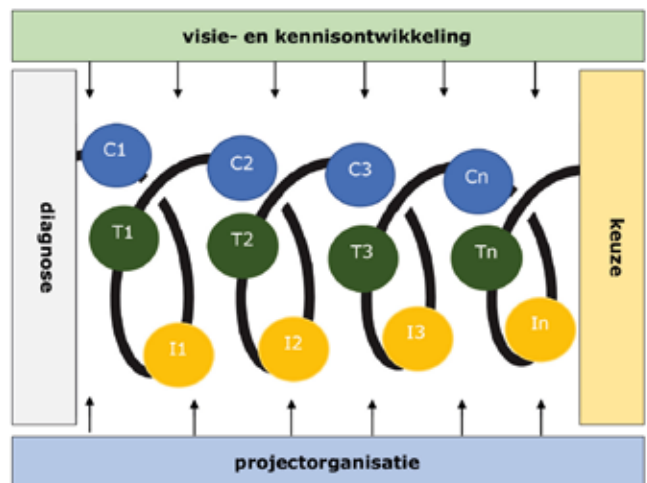 visie- en kennisontwikkeling
diagnose
C1
C2
C3
Cn
T1
T2
T3
Tn
I1
I2
I3
In
keuze
projectorganisatie